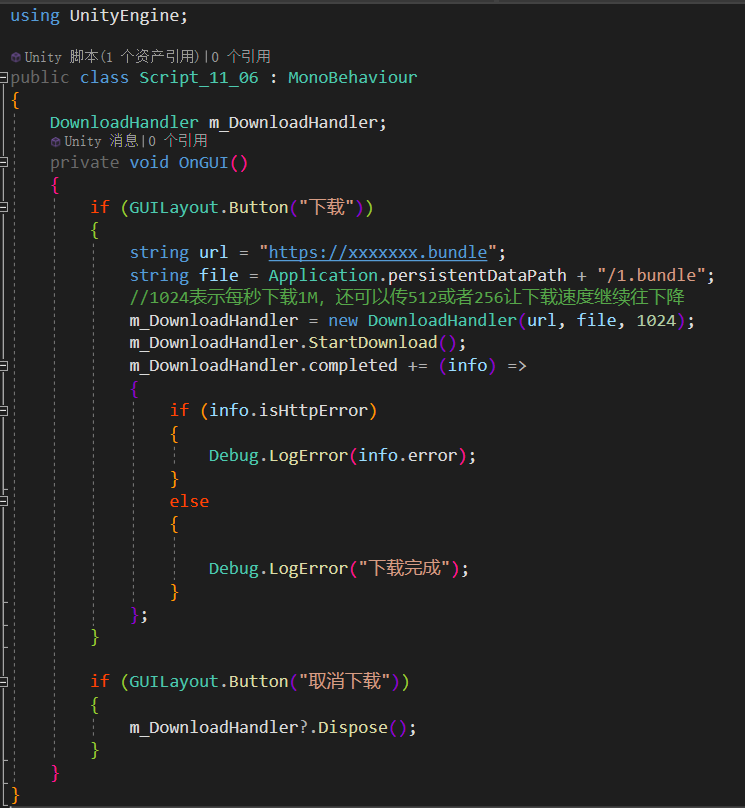 using UnityEngine;
Unity 脚本(1 个资产引用)|0 个引用
public class Script_11_06 : MonoBehaviour
{
DownloadHandler m_DownloadHandler;
Unity 消息|0 个引用
private void OnGUI()
{
if (GUILayout.Button("下载"))
{
string url = "https://xxxxxxx.bundle";
string file = Application.persistentDataPath + "/1.bundle";
//1024表示每秒下载1M，还可以传512或者256让下载速度继续往下降
m_DownloadHandler = new DownloadHandler(url, file, 1024);
m_DownloadHandler.StartDownload();
m_DownloadHandler.completed += (info) =>
{
if (info.isHttpError)
{
Debug.LogError(info.error);
}
else
{
Debug.LogError("下载完成");
}
};
}
if (GUILayout.Button("取消下载"))
{
m_DownloadHandler?.Dispose();
}
}
}